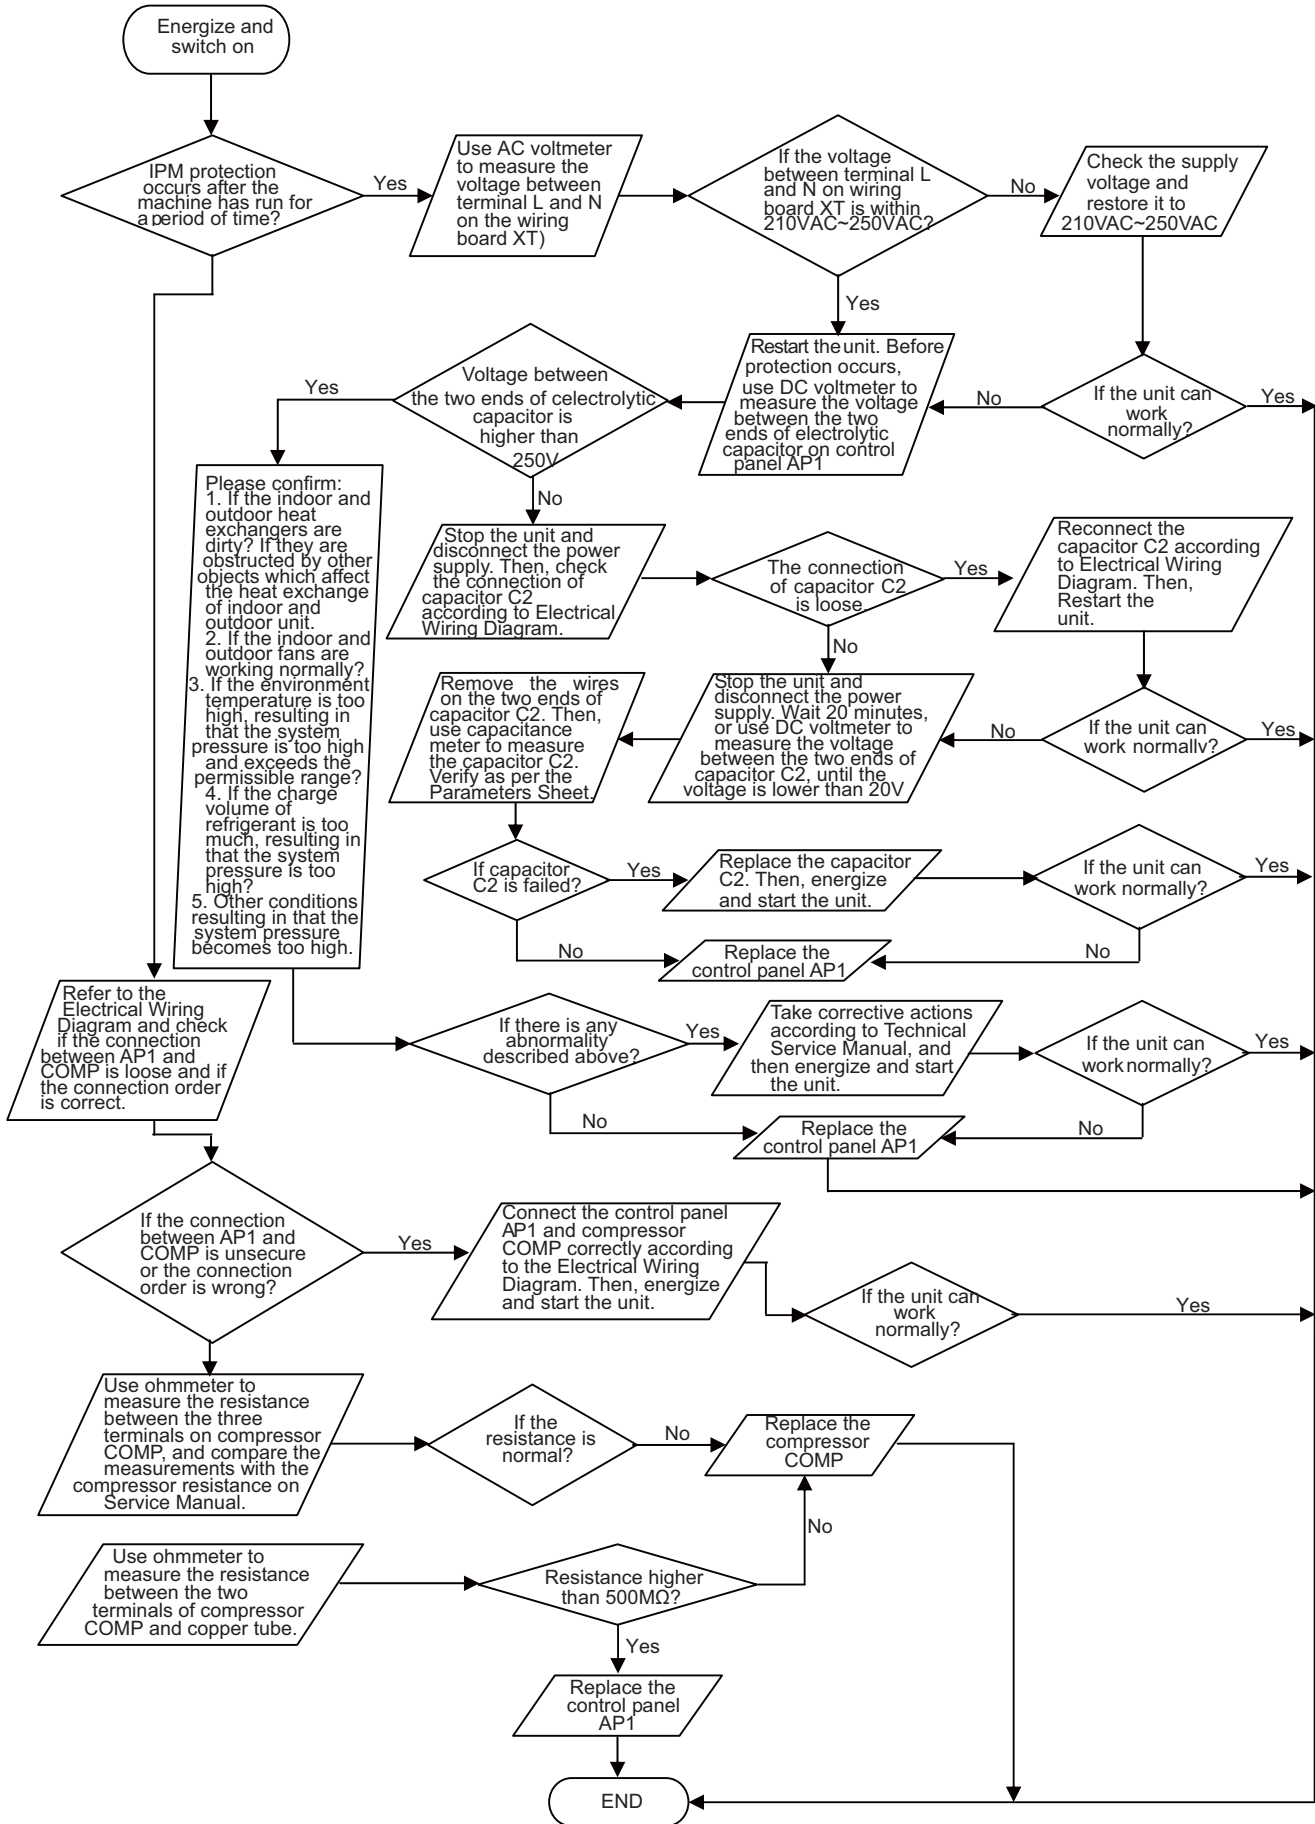 Energize and
switch on
IPM protection
occurs after the
machine has run for
a period of time?
Yes
Use AC voltmeter
to measure the
voltage between
terminal L and N
on the wiring
board XT)
If the voltage
between terminal L
and N on wiring
board XT is within
210VAC~250VAC?
No
Check the supply
voltage and
restore it to
210VAC~250VAC
Yes
Restart the unit. Before
protection occurs,
use DC voltmeter to
measure the voltage
between the two
ends of electrolytic
capacitor on control
panel AP1
No
If the unit can
work
normally?
Yes
Voltage between
the two ends of celectrolytic
capacitor is
higher than
250V
Yes
No
Please confirm:
1. If the indoor and
outdoor heat
exchangers are
dirty? If they are
obstructed by other
objects which affect
the heat exchange
of indoor and
outdoor unit.
2. If the indoor and
outdoor fans are
working normally?
3. If the environment
temperature is too
high, resulting in
that the system
pressure is too high
and exceeds the
permissible range?
4. If the charge
volume of
refrigerant is too
much, resulting in
that the system
pressure is too
high?
5. Other conditions
resulting in that the
system pressure
becomes too high.
Stop the unit and
disconnect the power
supply. Then, check
the connection of
capacitor C2
according to Electrical
Wiring Diagram.
The connection
of capacitor C2
is loose.
Yes
Reconnect the
capacitor C2 according
to Electrical Wiring
Diagram. Then,
Restart the
unit.
No
Remove the wires
on the two ends of
capacitor C2. Then,
use capacitance
meter to measure
the capacitor C2.
Verify as per the
Parameters Sheet.
Stop the unit and
disconnect the power
supply. Wait 20 minutes,
or use DC voltmeter to
measure the voltage
between the two ends of
capacitor C2, until the
voltage is lower than 20V
No
If the unit can
work normally?
Yes
If capacitor
C2 is failed?
Yes
Replace the capacitor
C2. Then, energize
and start the unit.
If the unit can
work normally?
Yes
No
Replace the
control panel AP1
No
Refer to the
Electrical Wiring
Diagram and check
if the connection
between AP1 and
COMP is loose and if
the connection order
is correct.
If there is any
abnormality
described above?
Yes
Take corrective actions
according to Technical
Service Manual, and
then energize and start
the unit.
If the unit can
work normally?
Yes
No
Replace the
control panel AP1
No
If the connection
between AP1 and
COMP is unsecure
or the connection
order is wrong?
Yes
Connect the control panel
AP1 and compressor
COMP correctly according
to the Electrical Wiring
Diagram. Then, energize
and start the unit.
If the unit can
work
normally?
Yes
Use ohmmeter to
measure the resistance
between the three
terminals on compressor
COMP, and compare the
measurements with the
compressor resistance on
Service Manual.
If the
resistance is
normal?
No
Replace the
compressor
COMP
No
Use ohmmeter to
measure the resistance
between the two
terminals of compressor
COMP and copper tube.
Resistance higher
than 500MΩ?
Yes
Replace the
control panel
AP1
END